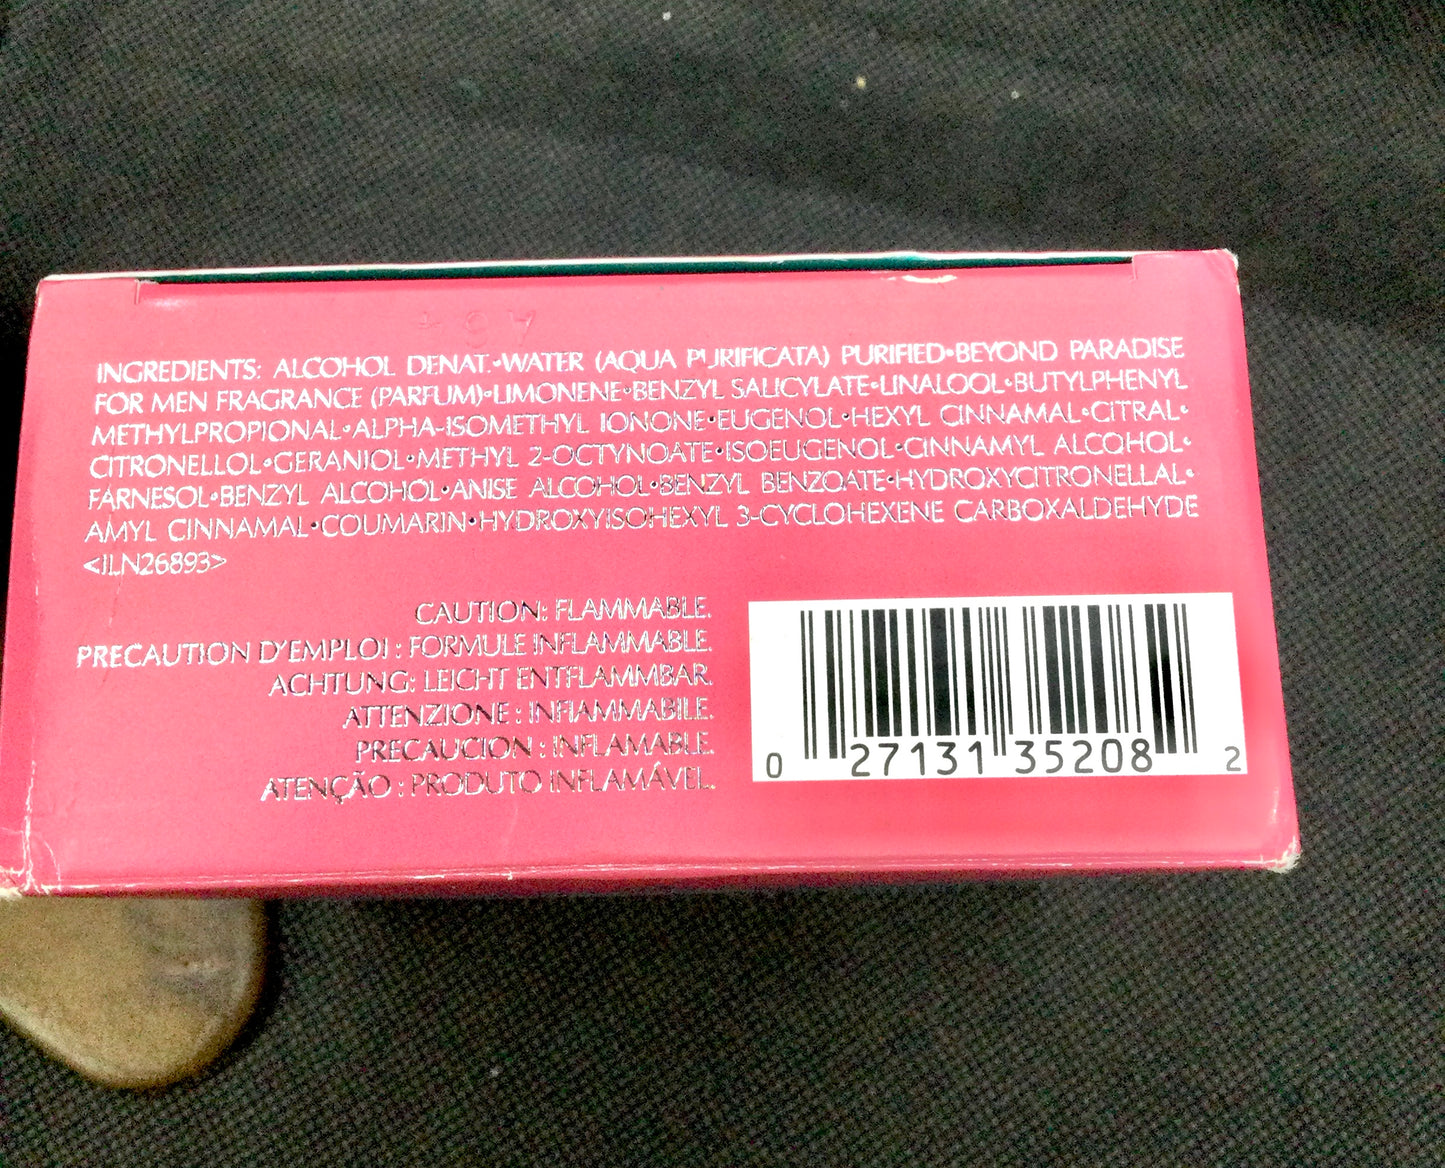 INGREDIENTS: ALCOHOL DENAT.•WATER (AQUA PURIFICATA) PURIFIED•BEYOND PARADISE
FOR MEN FRAGRANCE (PARFUM)•LIMONENE•BENZYL SALICYLATE•LINALOOL•BUTYLPHENYL
METHYLPROPIONAL•ALPHA-ISOMETHYL IONONE•EUGENOL•HEXYL CINNAMAL•CITRAL•
CITRONELLOL•GERANIOL•METHYL 2-OCTYNOATE•ISOEUGENOL•CINNAMYL ALCOHOL•
FARNESOL•BENZYL ALCOHOL•ANISE ALCOHOL•BENZYL BENZOATE•HYDROXYCITRONELLAL•
AMYL CINNAMAL•COUMARIN•HYDROXYISOHEXYL 3-CYCLOHEXENE CARBOXALDEHYDE
<ILN26893>
CAUTION: FLAMMABLE.
PRECAUTION D'EMPLOI : FORMULE INFLAMMABLE.
ACHTUNG: LEICHT ENTFLAMMBAR.
ATTENZIONE : INFIAMMABILE.
PRECAUCION : INFLAMABLE.
ATENÇÃO : PRODUTO INFLAMÁVEL.
0 27131 35208 2